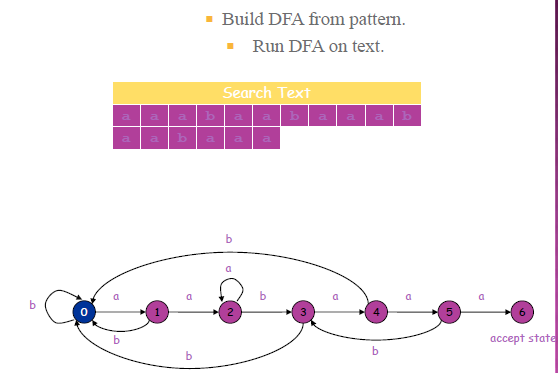 Build DFA from pattern.
Run DFA on text.
Search Text
a a a b a a b a a a b
a a b a a a
b
a
b a a b a a a
0 1 2 3 4 5 6
b b b
accept state